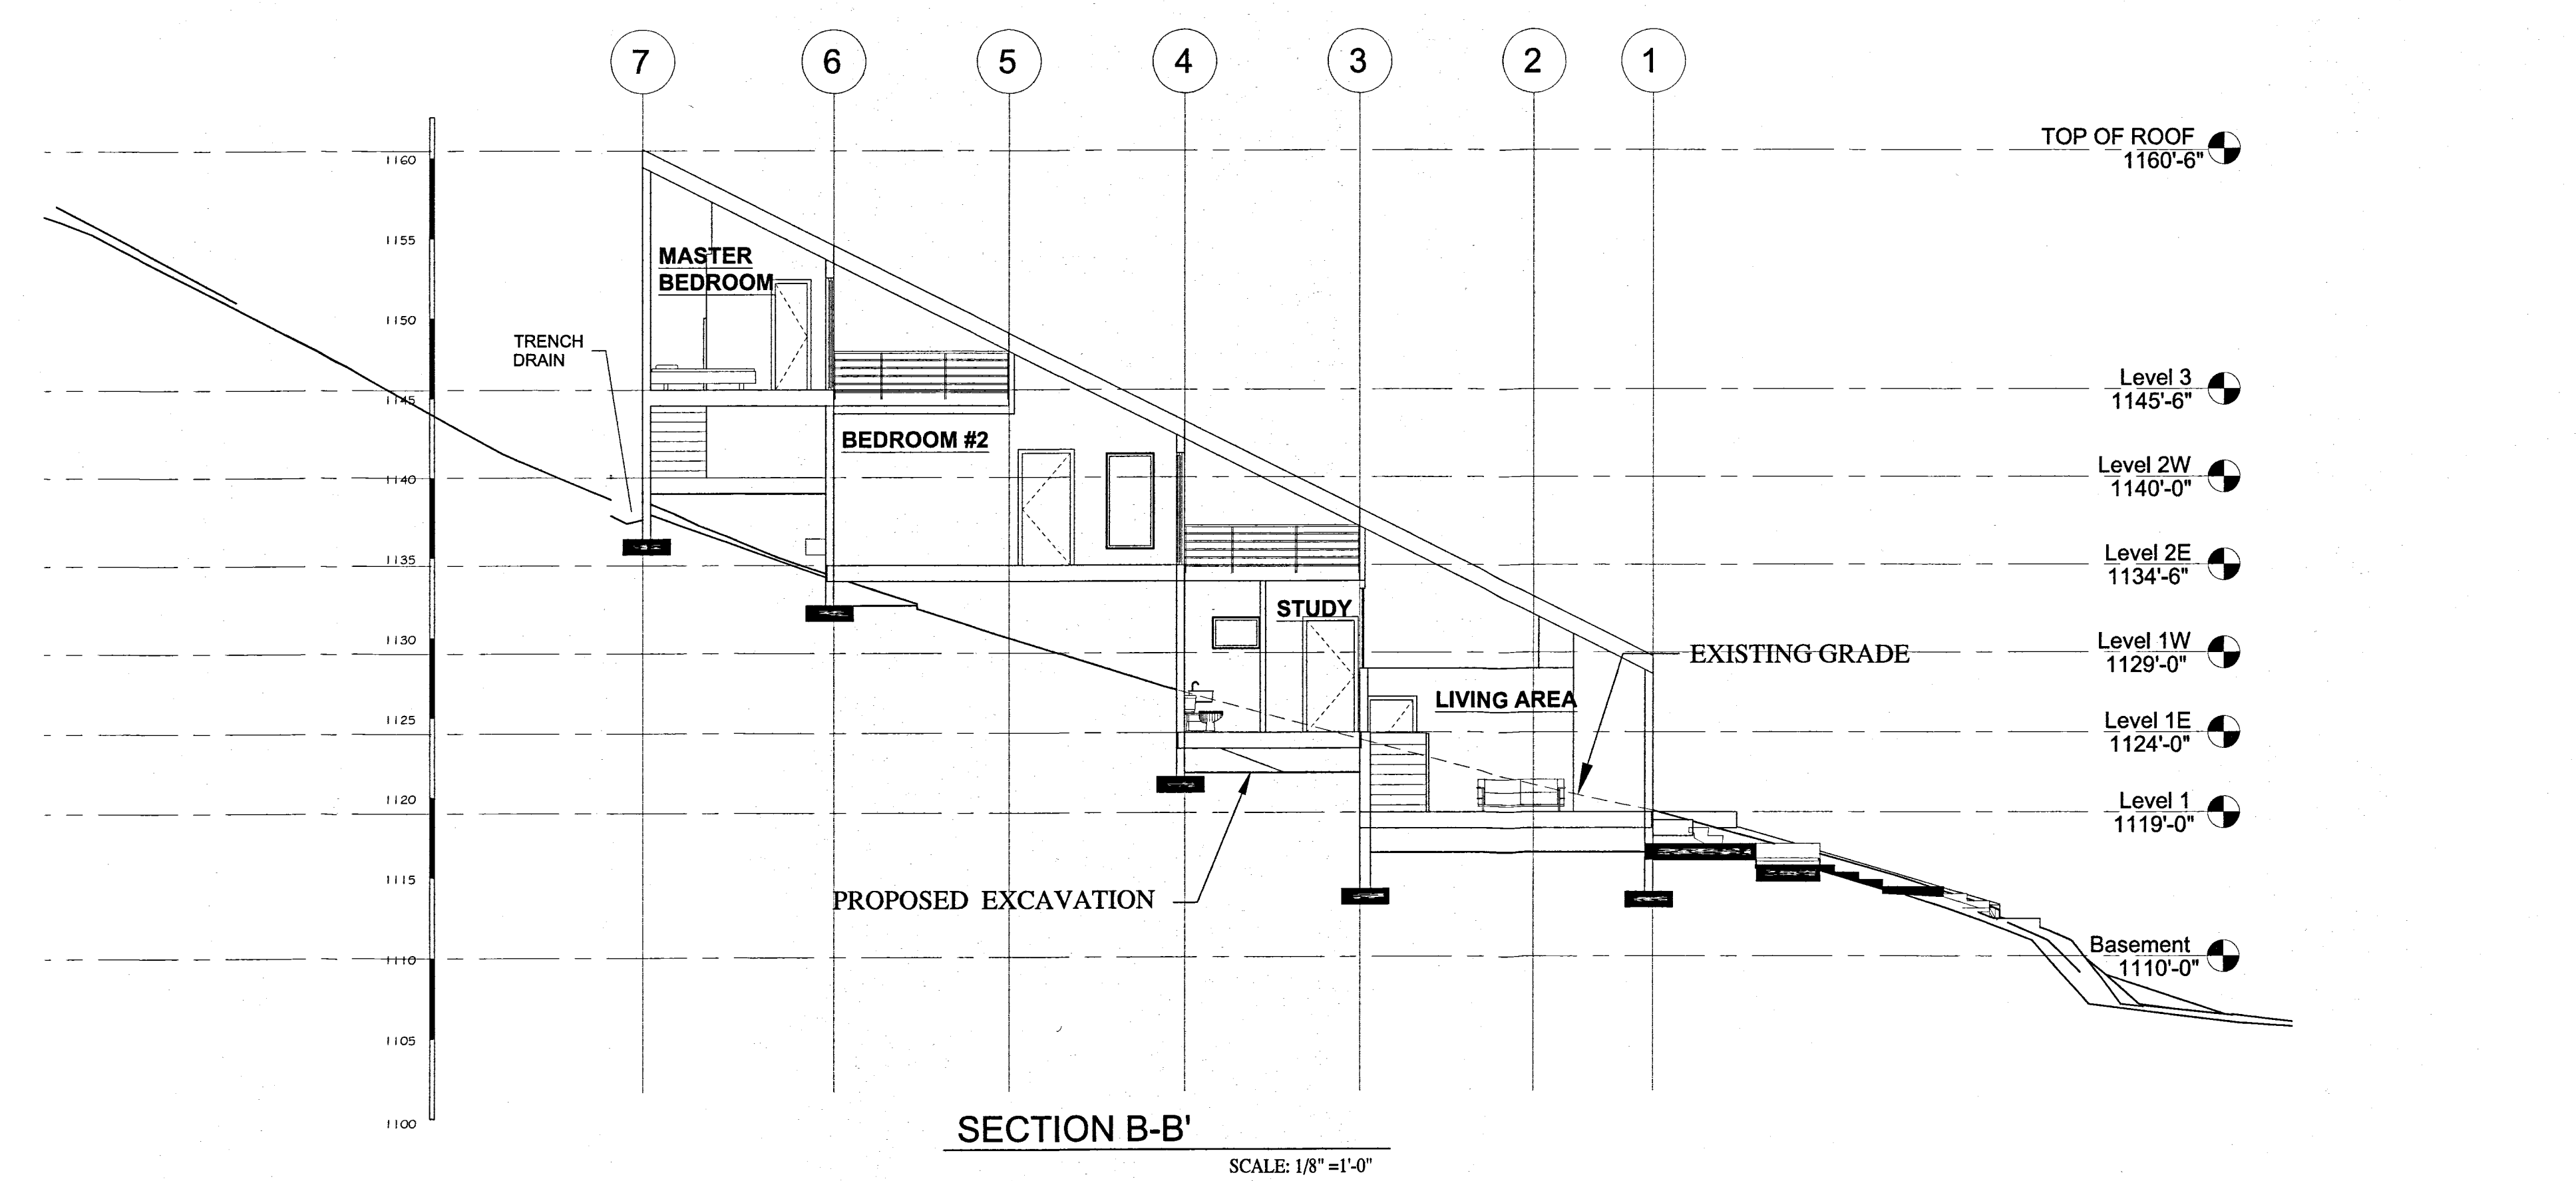 7 6 5 4 3 2 1
TOP OF ROOF
1160'-6"
1160
1155
MASTER
BEDROOM
1150
TRENCH
DRAIN
Level 3
1145'-6"
1145
BEDROOM #2
Level 2W
1140'-0"
1140
Level 2E
1134'-6"
1135
STUDY
1130
Level 1W
1129'-0"
EXISTING GRADE
LIVING AREA
1125
Level 1E
1124'-0"
1120
Level 1
1119'-0"
1115
PROPOSED EXCAVATION
Basement
1110'-0"
1110
1105
1100
SECTION B-B'
SCALE: 1/8" =1'-0"